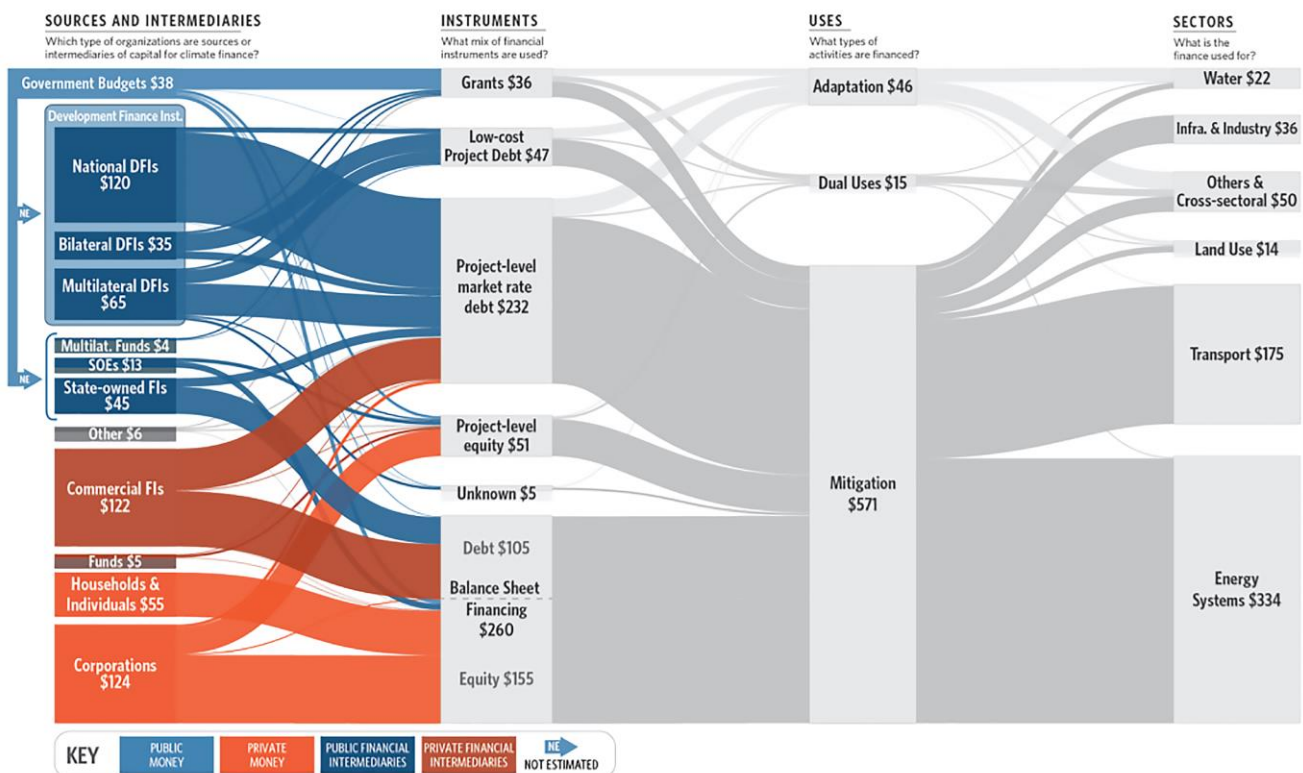 SOURCES AND INTERMEDIARIES
Which type of organizations are sources or
intermediaries of capital for climate finance?
Government Budgets $38
Development Finance Inst.
National DFIs
$120
NE
Bilateral DFIs $35
Multilateral DFIs
$65
Multilat. Funds $4
SOEs $13
NE
State-owned FIs
$45
Other $6
Commercial FIs
$122
Funds $5
Households &
Individuals $55
Corporations
$124
INSTRUMENTS
What mix of financial
instruments are used?
Grants $36
Low-cost
Project Debt $47
Project-level
market rate
debt $232
Project-level
equity $51
Unknown $5
Debt $105
Balance Sheet
Financing
$260
Equity $155
USES
What types of
activities are financed?
Adaptation $46
Dual Uses $15
Mitigation
$571
SECTORS
What is the
finance used for?
Water $22
Infra. & Industry $36
Others &
Cross-sectoral $50
Land Use $14
Transport $175
Energy
Systems $334
KEY
PUBLIC
MONEY
PRIVATE
MONEY
PUBLIC FINANCIAL
INTERMEDIARIES
PRIVATE FINANCIAL
INTERMEDIARIES
NE
NOT ESTIMATED